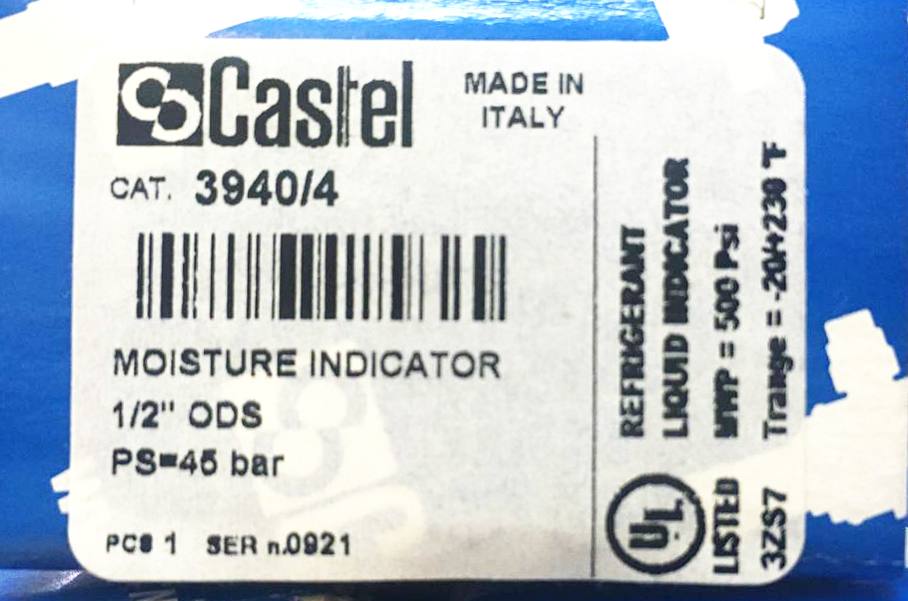 Castel
MADE IN
ITALY
CAT. 3940/4
MOISTURE INDICATOR
1/2" ODS
PS=45 bar
PCS 1 SER n.0921
REFRIGERANT
LIQUID INDICATOR
MWP = 500 Psi
Trange = -20/+230 °F
UL
LISTED
3ZS7